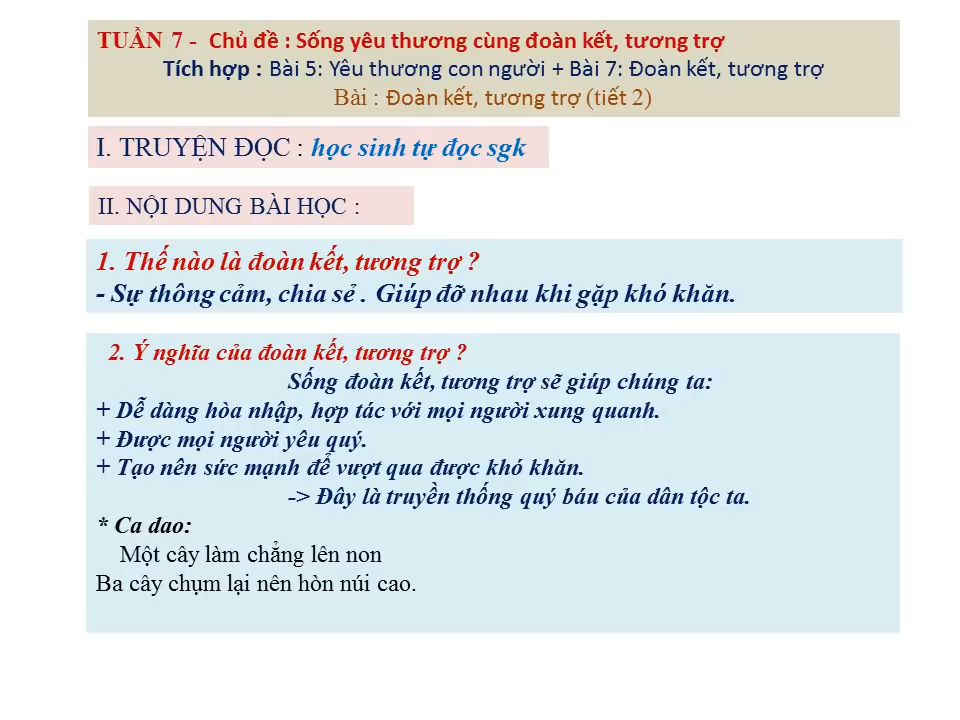 TUẦN 7 - Chủ đề : Sống yêu thương cùng đoàn kết, tương trợ
Tích hợp : Bài 5: Yêu thương con người + Bài 7: Đoàn kết, tương trợ
Bài : Đoàn kết, tương trợ (tiết 2)
I. TRUYỆN ĐỌC : học sinh tự đọc sgk
II. NỘI DUNG BÀI HỌC :
1. Thế nào là đoàn kết, tương trợ ?
- Sự thông cảm, chia sẻ . Giúp đỡ nhau khi gặp khó khăn.
2. Ý nghĩa của đoàn kết, tương trợ ?
Sống đoàn kết, tương trợ sẽ giúp chúng ta:
+ Dễ dàng hòa nhập, hợp tác với mọi người xung quanh.
+ Được mọi người yêu quý.
+ Tạo nên sức mạnh để vượt qua được khó khăn.
-> Đây là truyền thống quý báu của dân tộc ta.
* Ca dao:
Một cây làm chẳng lên non
Ba cây chụm lại nên hòn núi cao.